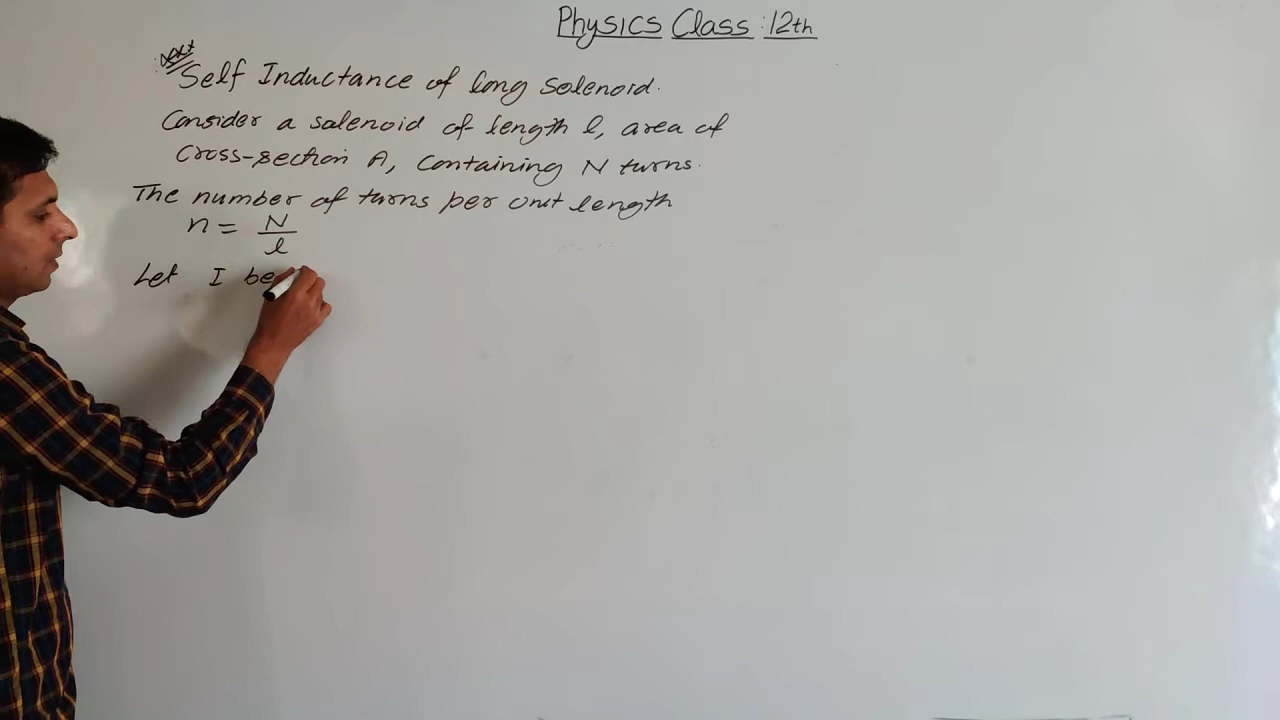 Physics Class : 12th
Self Inductance of long Solenoid.
Consider a solenoid of length l, area of
Cross-section A, containing N turns.
The number of turns per unit length
n = N/l
Let I be